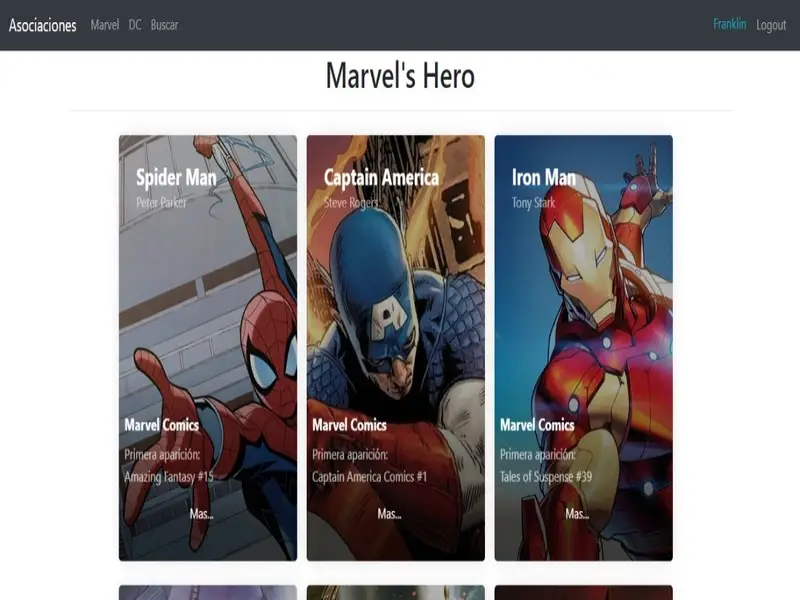 Asociaciones Marvel DC Buscar Franklin Logout
Marvel's Hero
Spider Man
Peter Parker
Marvel Comics
Primera aparición:
Amazing Fantasy #15
Mas...
Captain America
Steve Rogers
A
Marvel Comics
Primera aparición:
Captain America Comics #1
Mas...
Iron Man
Tony Stark
Marvel Comics
Primera aparición:
Tales of Suspense #39
Mas...